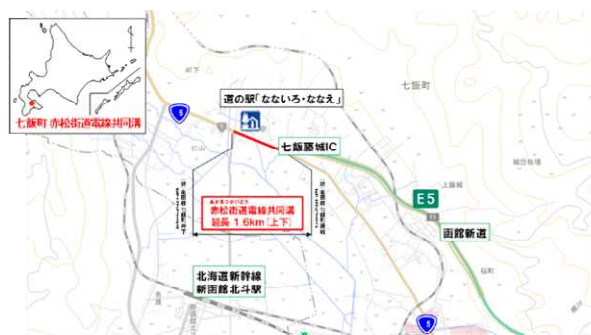 七飯町 赤松街道電線共同溝
道の駅「なないろ・ななえ」
七飯町
5
七飯藤城IC
E5
函館新道
あかまつかいどう
赤松街道電線共同溝
延長 1.6km[上下]
北海道新幹線
新函館北斗駅
5